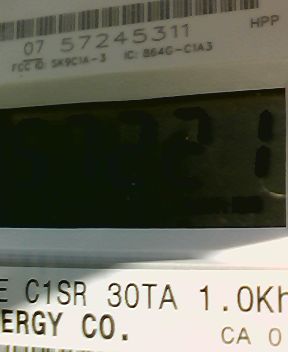 07 57245311
HPP
FCC ID: SK9C1A-3 IC: 864G-C1A3
E C1SR 30TA 1.0Kh
ERGY CO.
CA 0